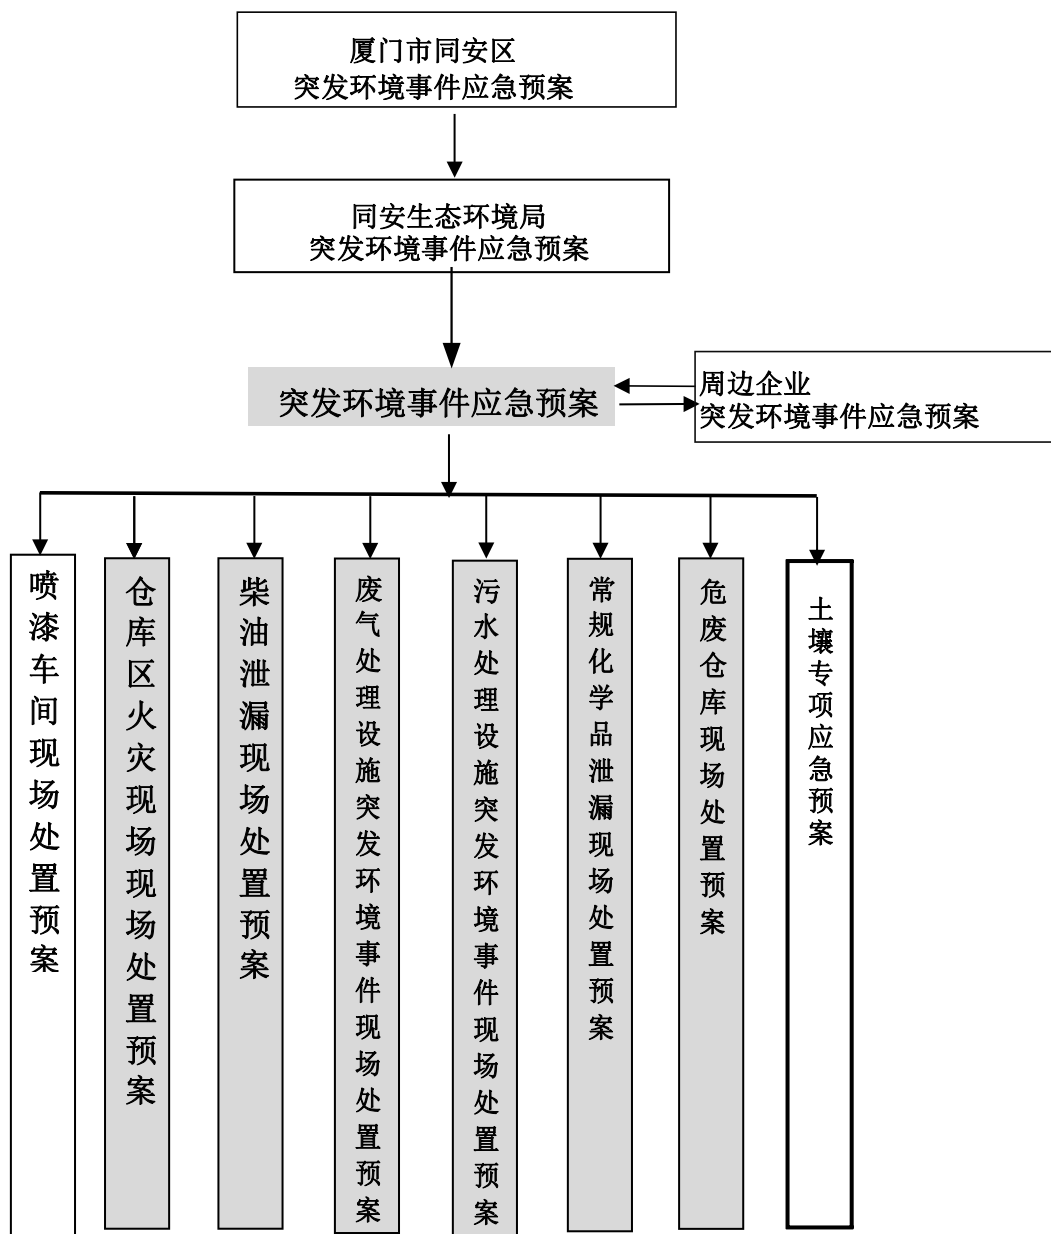 厦门市同安区
突发环境事件应急预案
同安生态环境局
突发环境事件应急预案
突发环境事件应急预案
周边企业
突发环境事件应急预案
喷漆车间现场处置预案
仓库区火灾现场现场处置预案
柴油泄漏现场处置预案
废气处理设施突发环境事件现场处置预案
污水处理设施突发环境事件现场处置预案
常规化学品泄漏现场处置预案
危废仓库现场处置预案
土壤专项应急预案